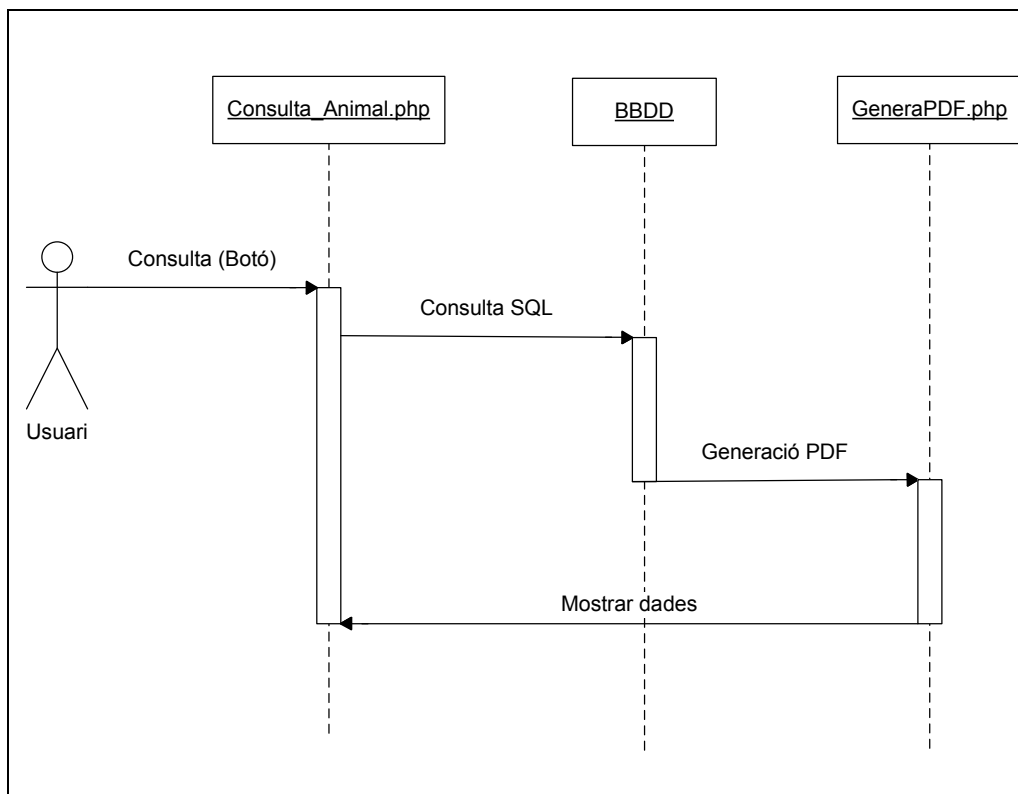 Consulta_Animal.php
BBDD
GeneraPDF.php
Consulta (Botó)
Consulta SQL
Usuari
Generació PDF
Mostrar dades